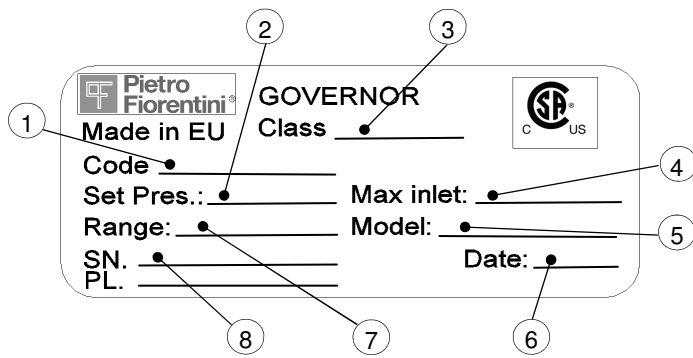 2
3
Pietro
Fiorentini®
GOVERNOR
CSA®
C US
1
Made in EU
Class
Code
4
Set Pres.:
Max inlet:
Range:
Model:
5
SN.
Date:
PL.
8
7
6